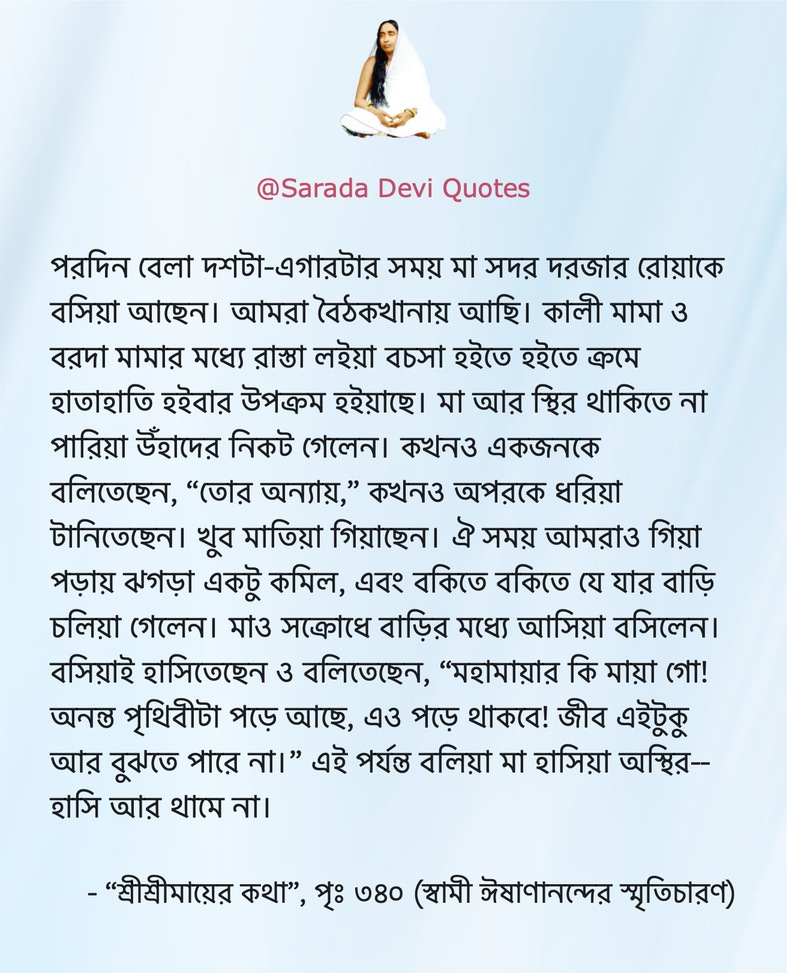 @Sarada Devi Quotes
পরদিন বেলা দশটা-এগারটার সময় মা সদর দরজার রোয়াকে
বসিয়া আছেন। আমরা বৈঠকখানায় আছি। কালী মামা ও
বরদা মামার মধ্যে রাস্তা লইয়া বচসা হইতে হইতে ক্রমে
হাতাহাতি হইবার উপক্রম হইয়াছে। মা আর স্থির থাকিতে না
পারিয়া উঁহাদের নিকট গেলেন। কখনও একজনকে
বলিতেছেন, “তোর অন্যায়,” কখনও অপরকে ধরিয়া
টানিতেছেন। খুব মাতিয়া গিয়াছেন। ঐ সময় আমরাও গিয়া
পড়ায় ঝগড়া একটু কমিল, এবং বকিতে বকিতে যে যার বাড়ি
চলিয়া গেলেন। মাও সক্রোধে বাড়ির মধ্যে আসিয়া বসিলেন।
বসিয়াই হাসিতেছেন ও বলিতেছেন, “মহামায়ার কি মায়া গো!
অনন্ত পৃথিবীটা পড়ে আছে, এও পড়ে থাকবে! জীব এইটুকু
আর বুঝতে পারে না।” এই পর্যন্ত বলিয়া মা হাসিয়া অস্থির--
হাসি আর থামে না।
- “শ্রীশ্রীমায়ের কথা”, পৃঃ ৩৪০ (স্বামী ঈষাণানন্দের স্মৃতিচারণ)